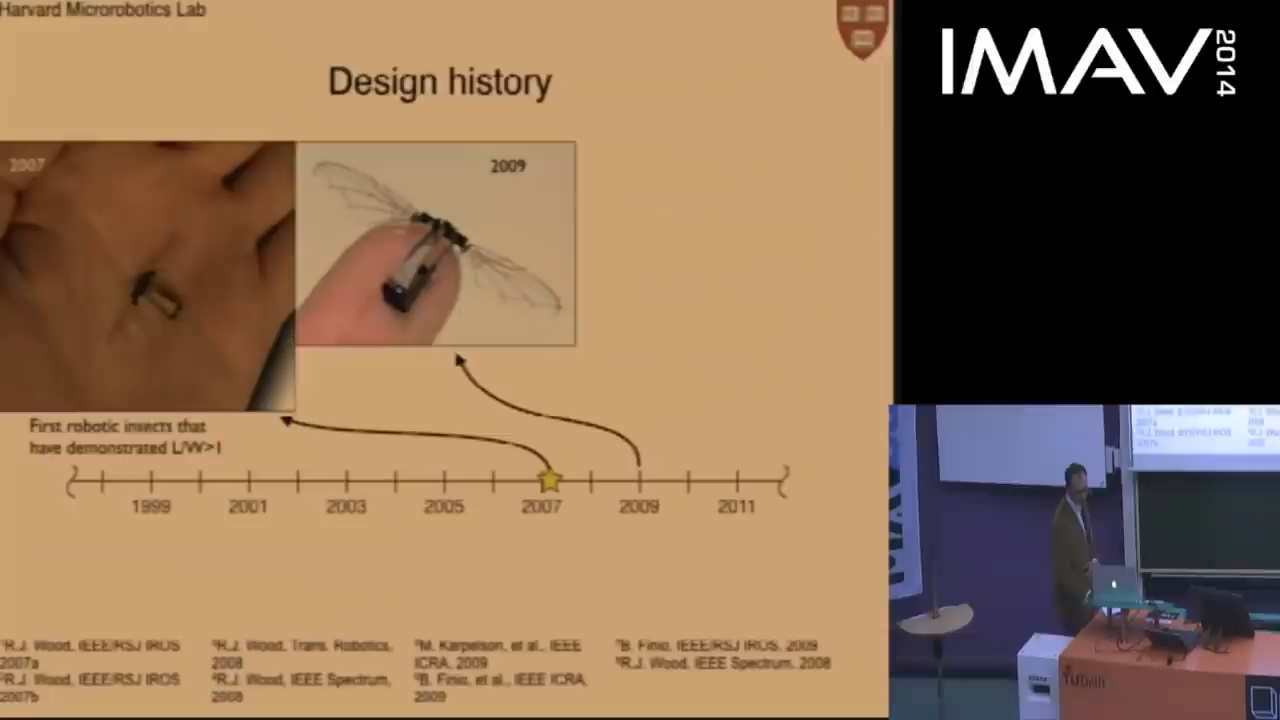 Harvard Microrobotics Lab
IMAV 2014
Design history
2007
2009
First robotic insects that
have demonstrated L/W>1
1999 2001 2003 2005 2007 2009 2011
R.J. Wood, IEEE/RSJ IROS
2007a
R.J. Wood, IEEE/RSJ IROS
2007b
R.J. Wood, Trans. Robotics,
2008
R.J. Wood, IEEE Spectrum,
2008
M. Karpelson, et al., IEEE
ICRA, 2009
B. Finio, et al., IEEE ICRA,
2009
B. Finio, IEEE/RSJ IROS, 2009
R.J. Wood, IEEE Spectrum, 2008
TUDelft